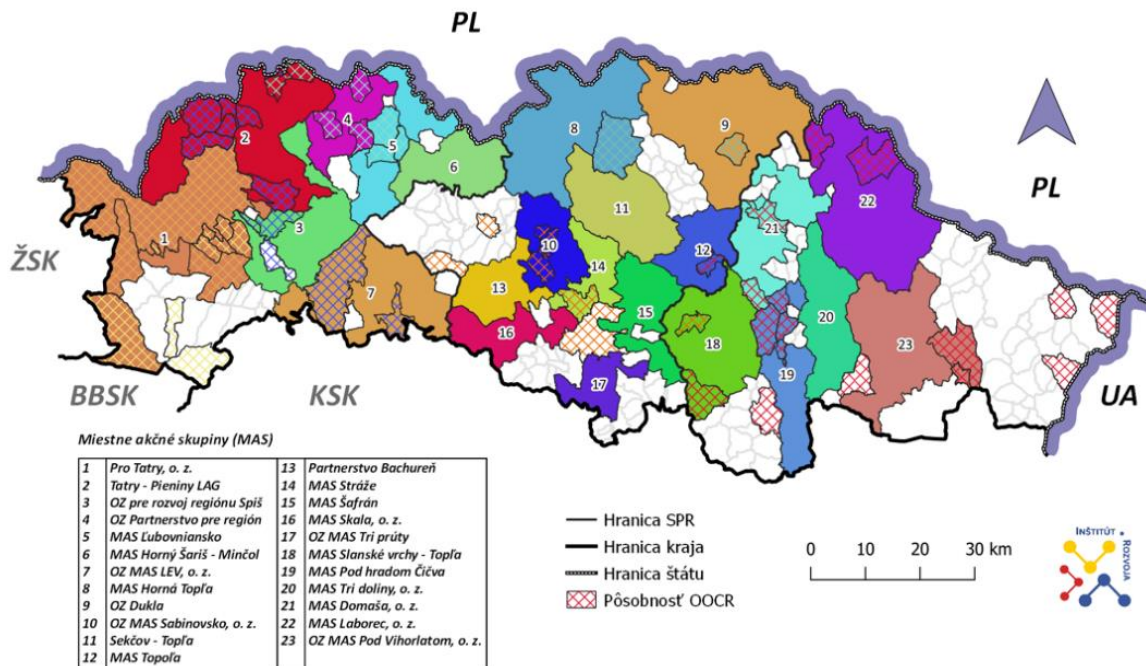 PL
PL
ŽSK
BBSK
KSK
UA
1
2
3
4
5
6
7
8
9
10
11
12
13
14
15
16
17
18
19
20
21
22
23
Miestne akčné skupiny (MAS)
1 Pro Tatry, o. z.
2 Tatry - Pieniny LAG
3 OZ pre rozvoj regiónu Spiš
4 OZ Partnerstvo pre región
5 MAS Ľubovniansko
6 MAS Horný Šariš - Minčol
7 OZ MAS LEV, o. z.
8 MAS Horná Topľa
9 OZ Dukla
10 OZ MAS Sabinovsko, o. z.
11 Sekčov - Topľa
12 MAS Topoľa
13 Partnerstvo Bachureň
14 MAS Stráže
15 MAS Šafrán
16 MAS Skala, o. z.
17 OZ MAS Tri prúty
18 MAS Slanské vrchy - Topľa
19 MAS Pod hradom Čičva
20 MAS Tri doliny, o. z.
21 MAS Domaša, o. z.
22 MAS Laborec, o. z.
23 OZ MAS Pod Vihorlatom, o. z.
Hranica SPR
Hranica kraja
Hranica štátu
Pôsobnosť OOCR
0 10 20 30 km
INŠTITÚT
ROZVOJA